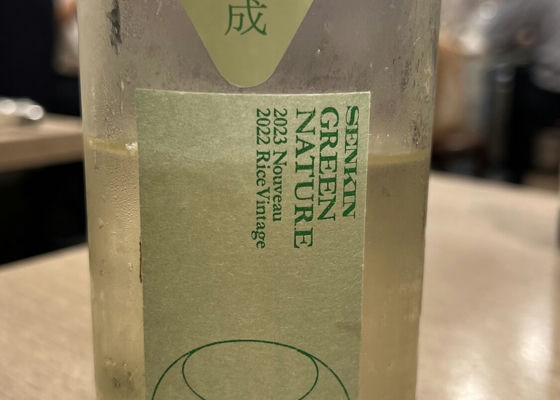 成
SENKIN
GREEN
NATURE
2023 Nouveau
2022 Rice Vintage